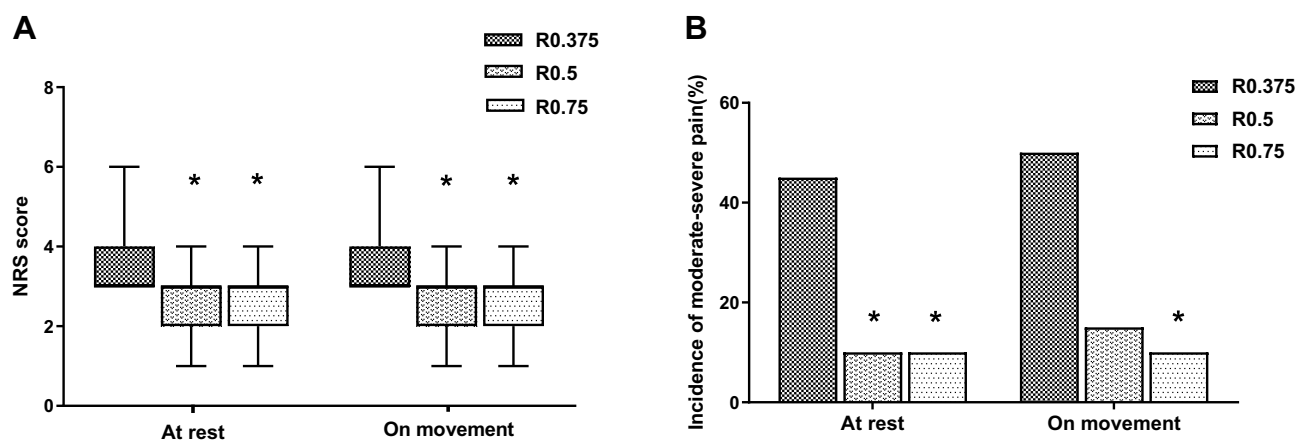 A
R0.375
R0.5
R0.75
NRS score
8
6
4
2
0
*
*
*
*
At rest
On movement
B
R0.375
R0.5
R0.75
Incidence of moderate-severe pain(%)
60
40
20
0
*
*
*
At rest
On movement